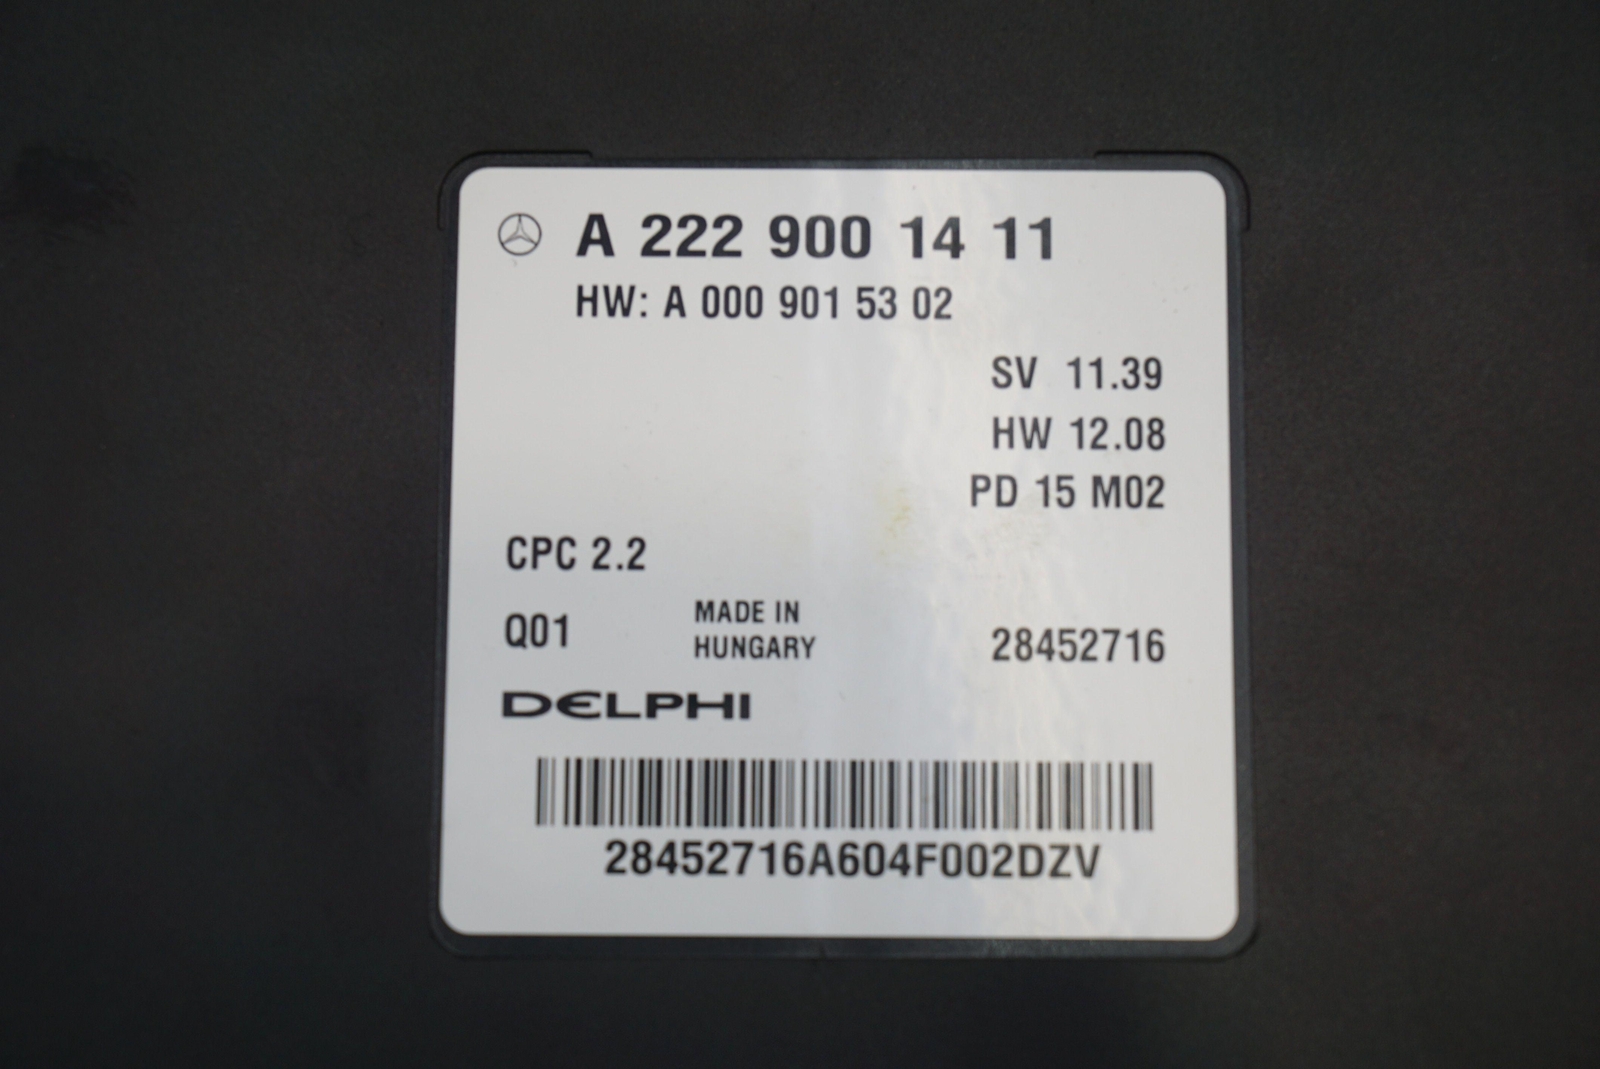 A 222 900 14 11
HW: A 000 901 53 02
SV 11.39
HW 12.08
PD 15 M02
CPC 2.2
Q01
MADE IN
HUNGARY
28452716
DELPHI
28452716A604F002DZV